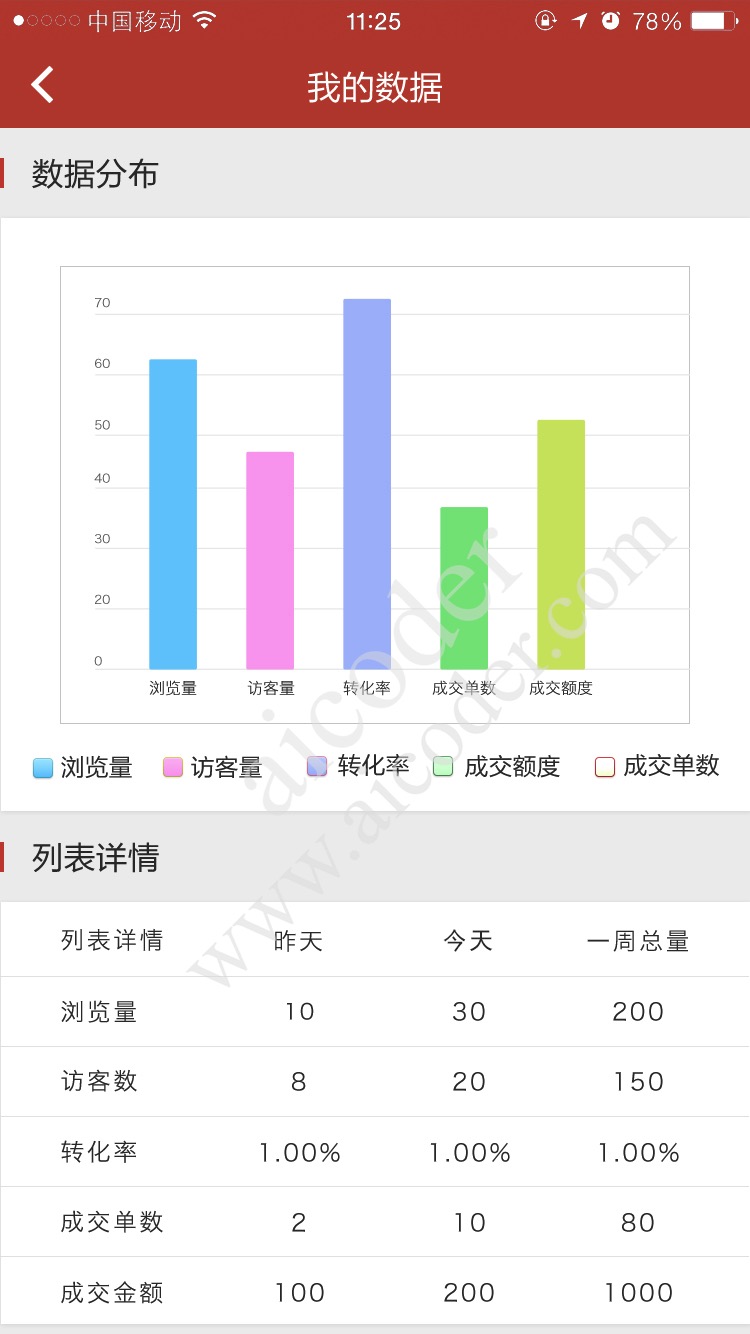 中国移动 11:25 78%
我的数据
数据分布
70
60
50
40
30
20
0
浏览量 访客量 转化率 成交单数 成交额度
浏览量 访客量 转化率 成交额度 成交单数
aicoder
www.aicoder.com
列表详情
列表详情 昨天 今天 一周总量
浏览量 10 30 200
访客数 8 20 150
转化率 1.00% 1.00% 1.00%
成交单数 2 10 80
成交金额 100 200 1000